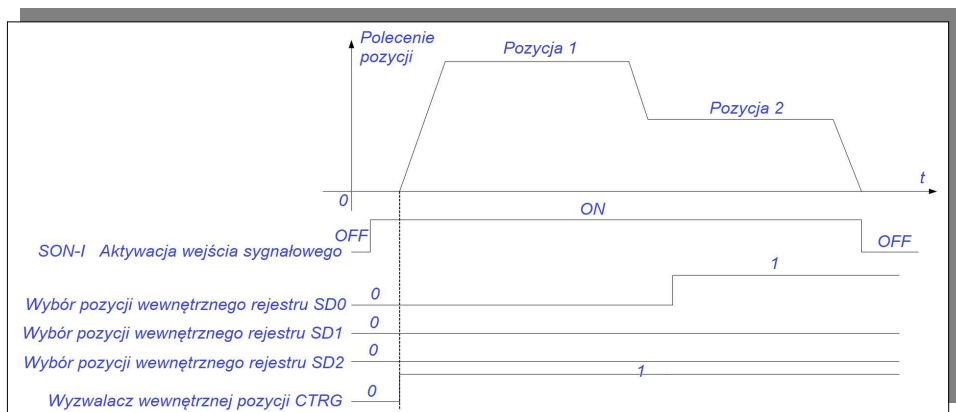 Polecenie
pozycji
Pozycja 1
Pozycja 2
t
0
ON
OFF
OFF
SON-I Aktywacja wejścia sygnałowego
1
0
Wybór pozycji wewnętrznego rejestru SD0
0
Wybór pozycji wewnętrznego rejestru SD1
0
Wybór pozycji wewnętrznego rejestru SD2
1
0
Wyzwalacz wewnętrznej pozycji CTRG